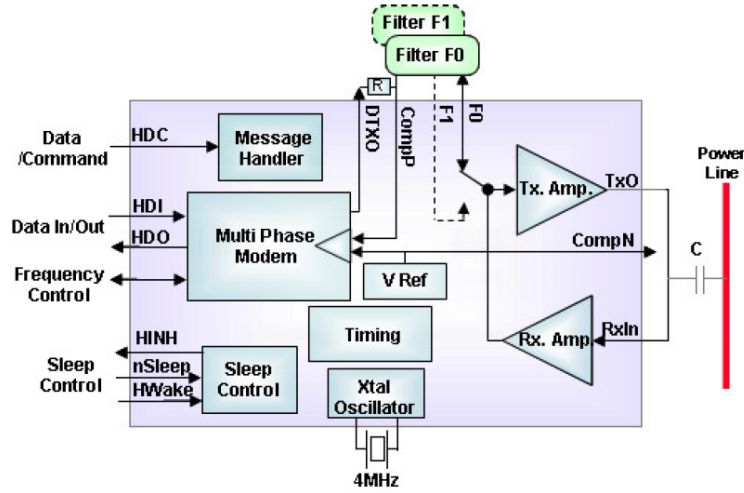 Filter F1
Filter F0
R
DTXO
CompP
F1
F0
Data
/Command
HDC
Message
Handler
Tx. Amp.
TxO
Power
Line
Data In/Out
HDI
HDO
Multi Phase
Modem
CompN
C
V Ref
Frequency
Control
Timing
Rx. Amp.
RxIn
HINH
Sleep
Control
nSleep
HWake
Sleep
Control
Xtal
Oscillator
4MHz